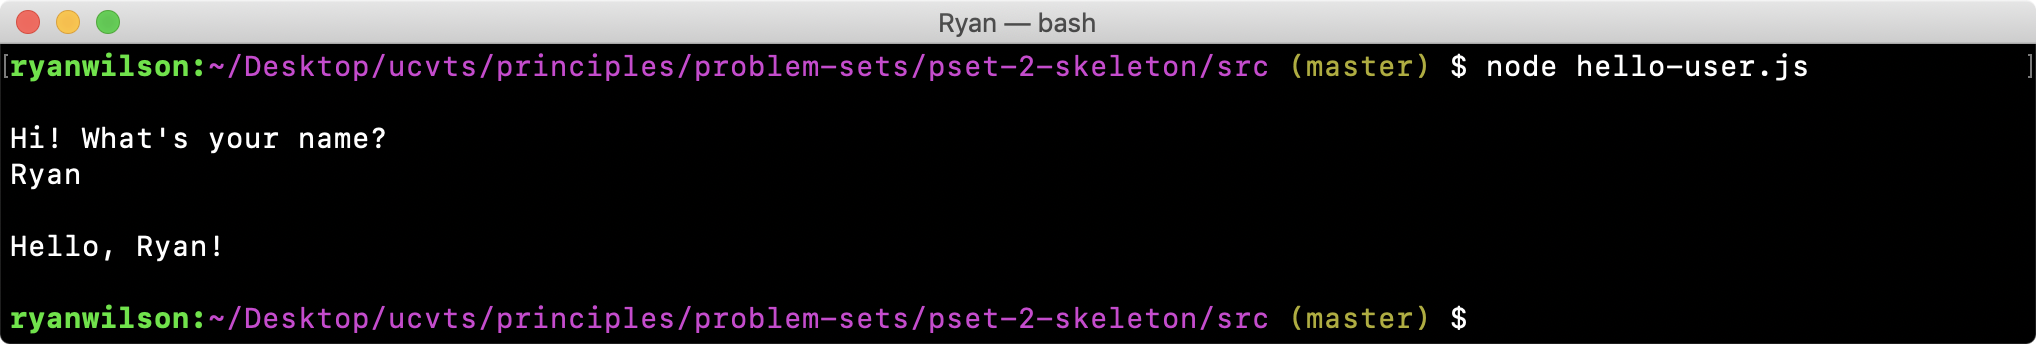 Ryan — bash
[ryanwilson:~/Desktop/ucvts/principles/problem-sets/pset-2-skeleton/src (master) $ node hello-user.js ]
Hi! What's your name?
Ryan
Hello, Ryan!
ryanwilson:~/Desktop/ucvts/principles/problem-sets/pset-2-skeleton/src (master) $